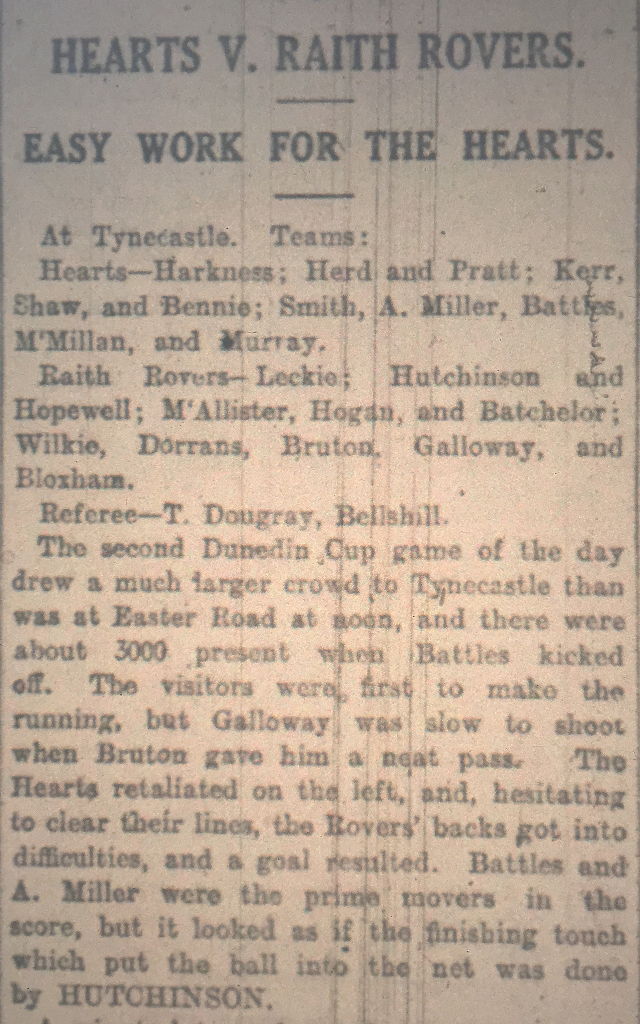 HEARTS V. RAITH ROVERS.
EASY WORK FOR THE HEARTS.
At Tynecastle. Teams:
Hearts—Harkness; Herd and Pratt; Kerr,
Shaw, and Bennie; Smith, A. Miller, Battles,
M'Millan, and Murray.
Raith Rovers—Leckie; Hutchinson and
Hopewell; M'Allister, Hogan, and Batchelor;
Wilkie, Dorrans, Bruton, Galloway, and
Bloxham.
Referee—T. Dougray, Bellshill.
The second Dunedin Cup game of the day
drew a much larger crowd to Tynecastle than
was at Easter Road at noon, and there were
about 3000 present when Battles kicked
off. The visitors were first to make the
running, but Galloway was slow to shoot
when Bruton gave him a neat pass. The
Hearts retaliated on the left, and, hesitating
to clear their lines, the Rovers' backs got into
difficulties, and a goal resulted. Battles and
A. Miller were the prime movers in the
score, but it looked as if the finishing touch
which put the ball into the net was done
by HUTCHINSON.